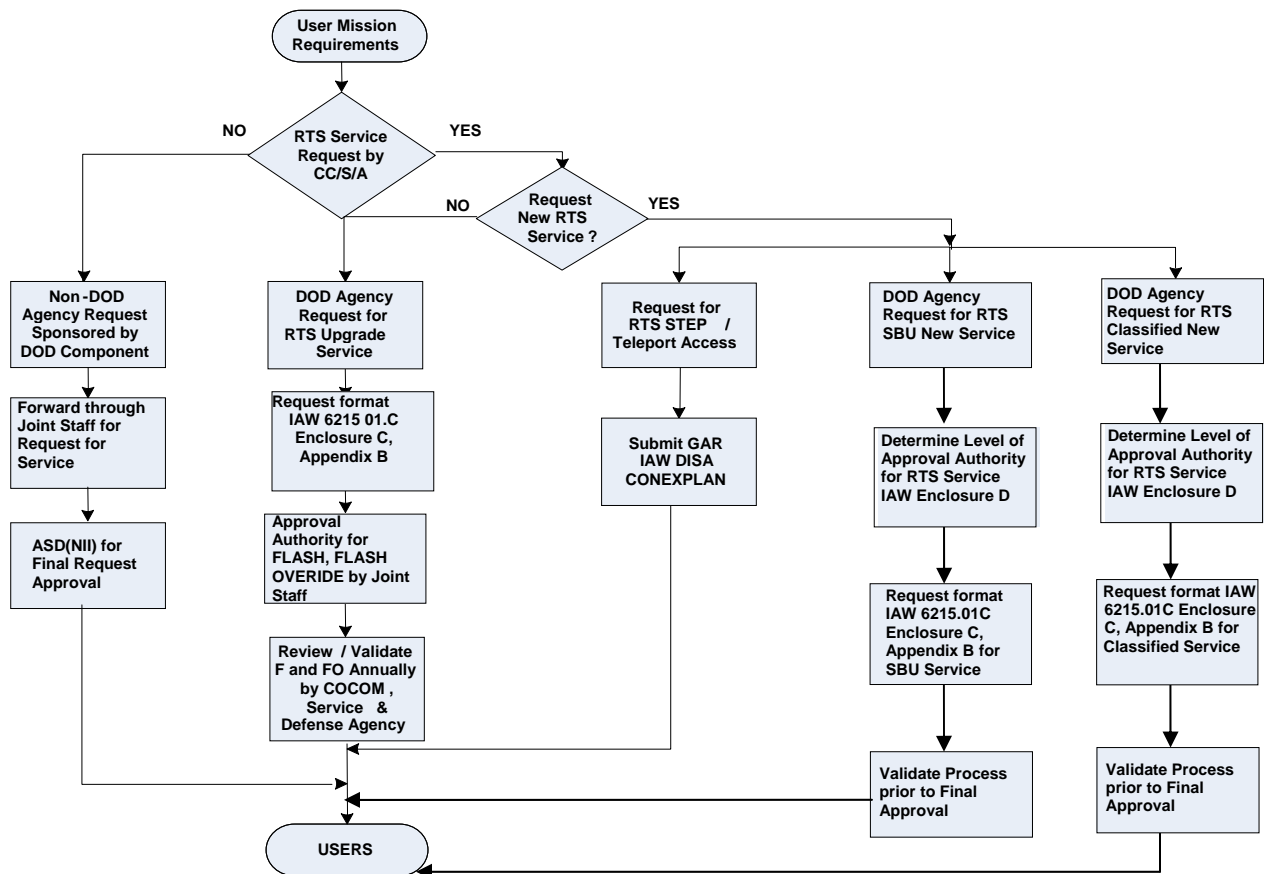 User Mission
Requirements
NO
RTS Service
Request by
CC/S/A
YES
NO
Request
New RTS
Service ?
YES
Non-DOD
Agency Request
Sponsored by
DOD Component
DOD Agency
Request for
RTS Upgrade
Service
Request for
RTS STEP / 
Teleport Access
DOD Agency
Request for RTS
SBU New Service
DOD Agency
Request for RTS
Classified New
Service
Forward through
Joint Staff for
Request for
Service
Request format
IAW 6215 01.C
Enclosure C,
Appendix B
Submit GAR
IAW DISA
CONEXPLAN
Determine Level of
Approval Authority
for RTS Service
IAW Enclosure D
Determine Level of
Approval Authority
for RTS Service
IAW Enclosure D
ASD(NII) for
Final Request
Approval
Approval
Authority for
FLASH, FLASH
OVERIDE by Joint
Staff
Request format
IAW 6215.01C
Enclosure C,
Appendix B for
SBU Service
Request format IAW
6215.01C Enclosure
C, Appendix B for
Classified Service
Review / Validate
F and FO Annually
by COCOM ,
Service &
Defense Agency
Validate Process
prior to Final
Approval
Validate Process
prior to Final
Approval
USERS